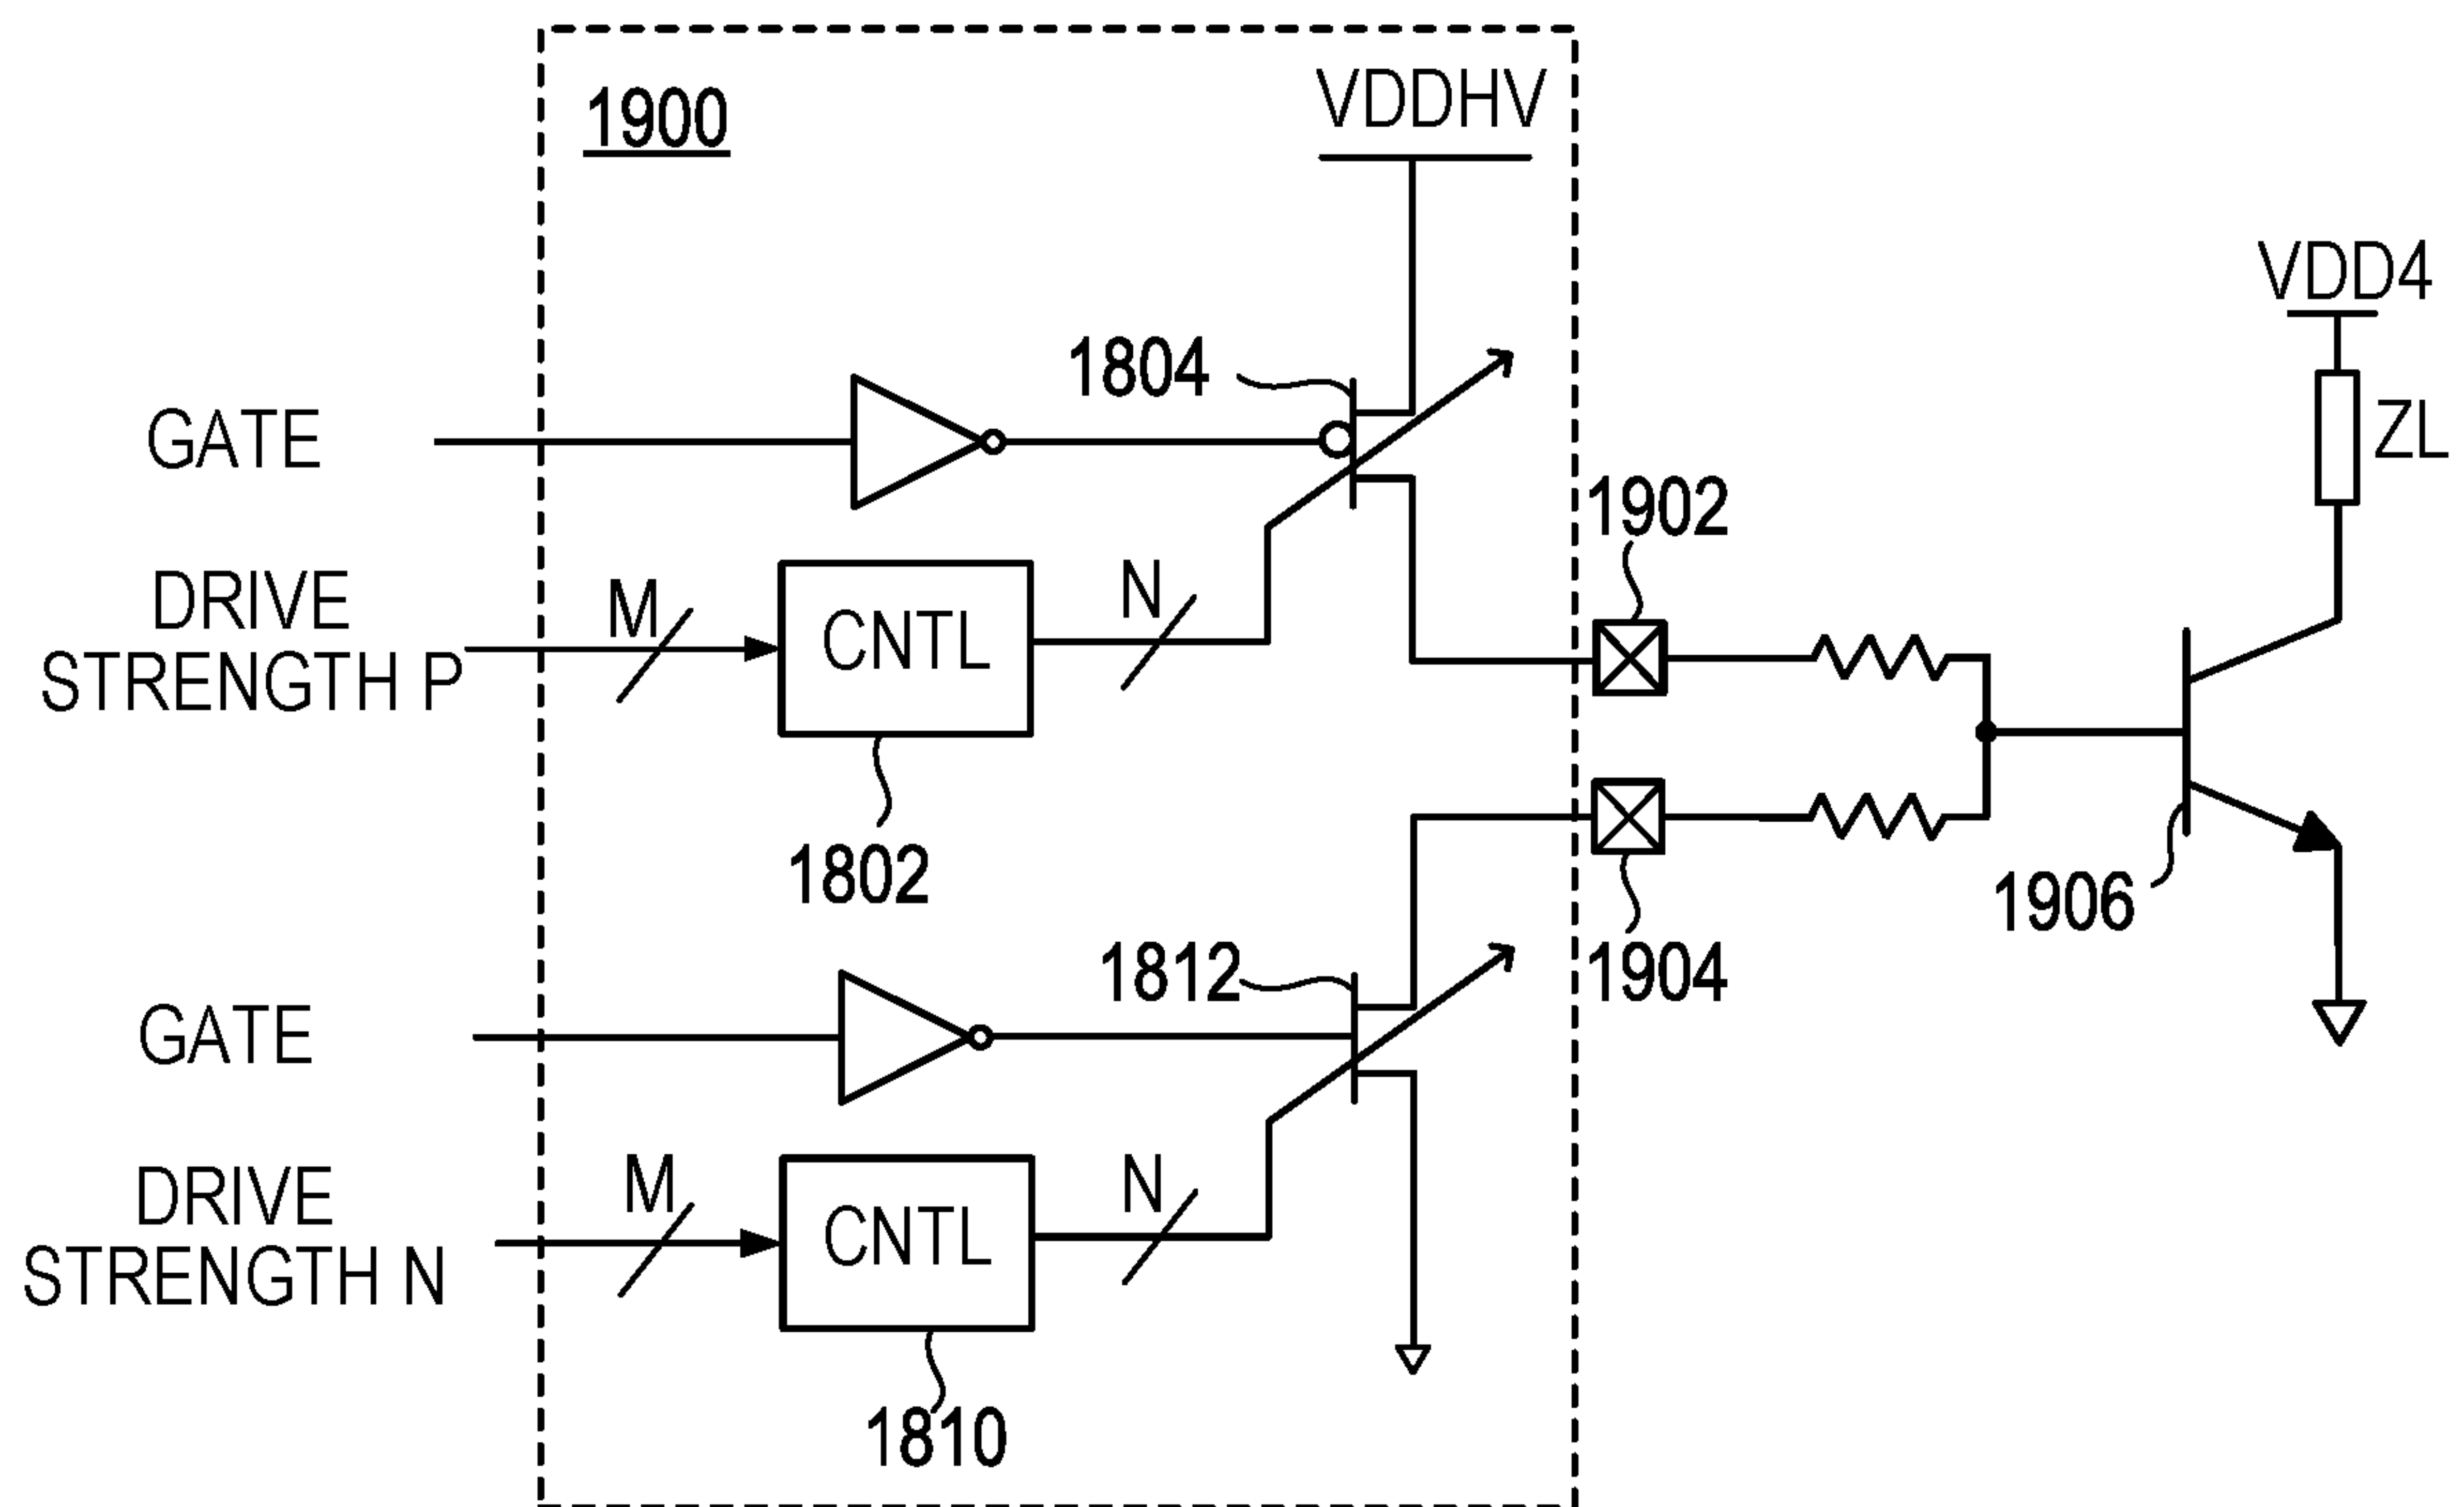 1900
VDDHV
VDD4
1804
GATE
ZL
1902
DRIVE
STRENGTH P
M
CNTL
N
1802
1906
1812
1904
GATE
DRIVE
STRENGTH N
M
CNTL
N
1810